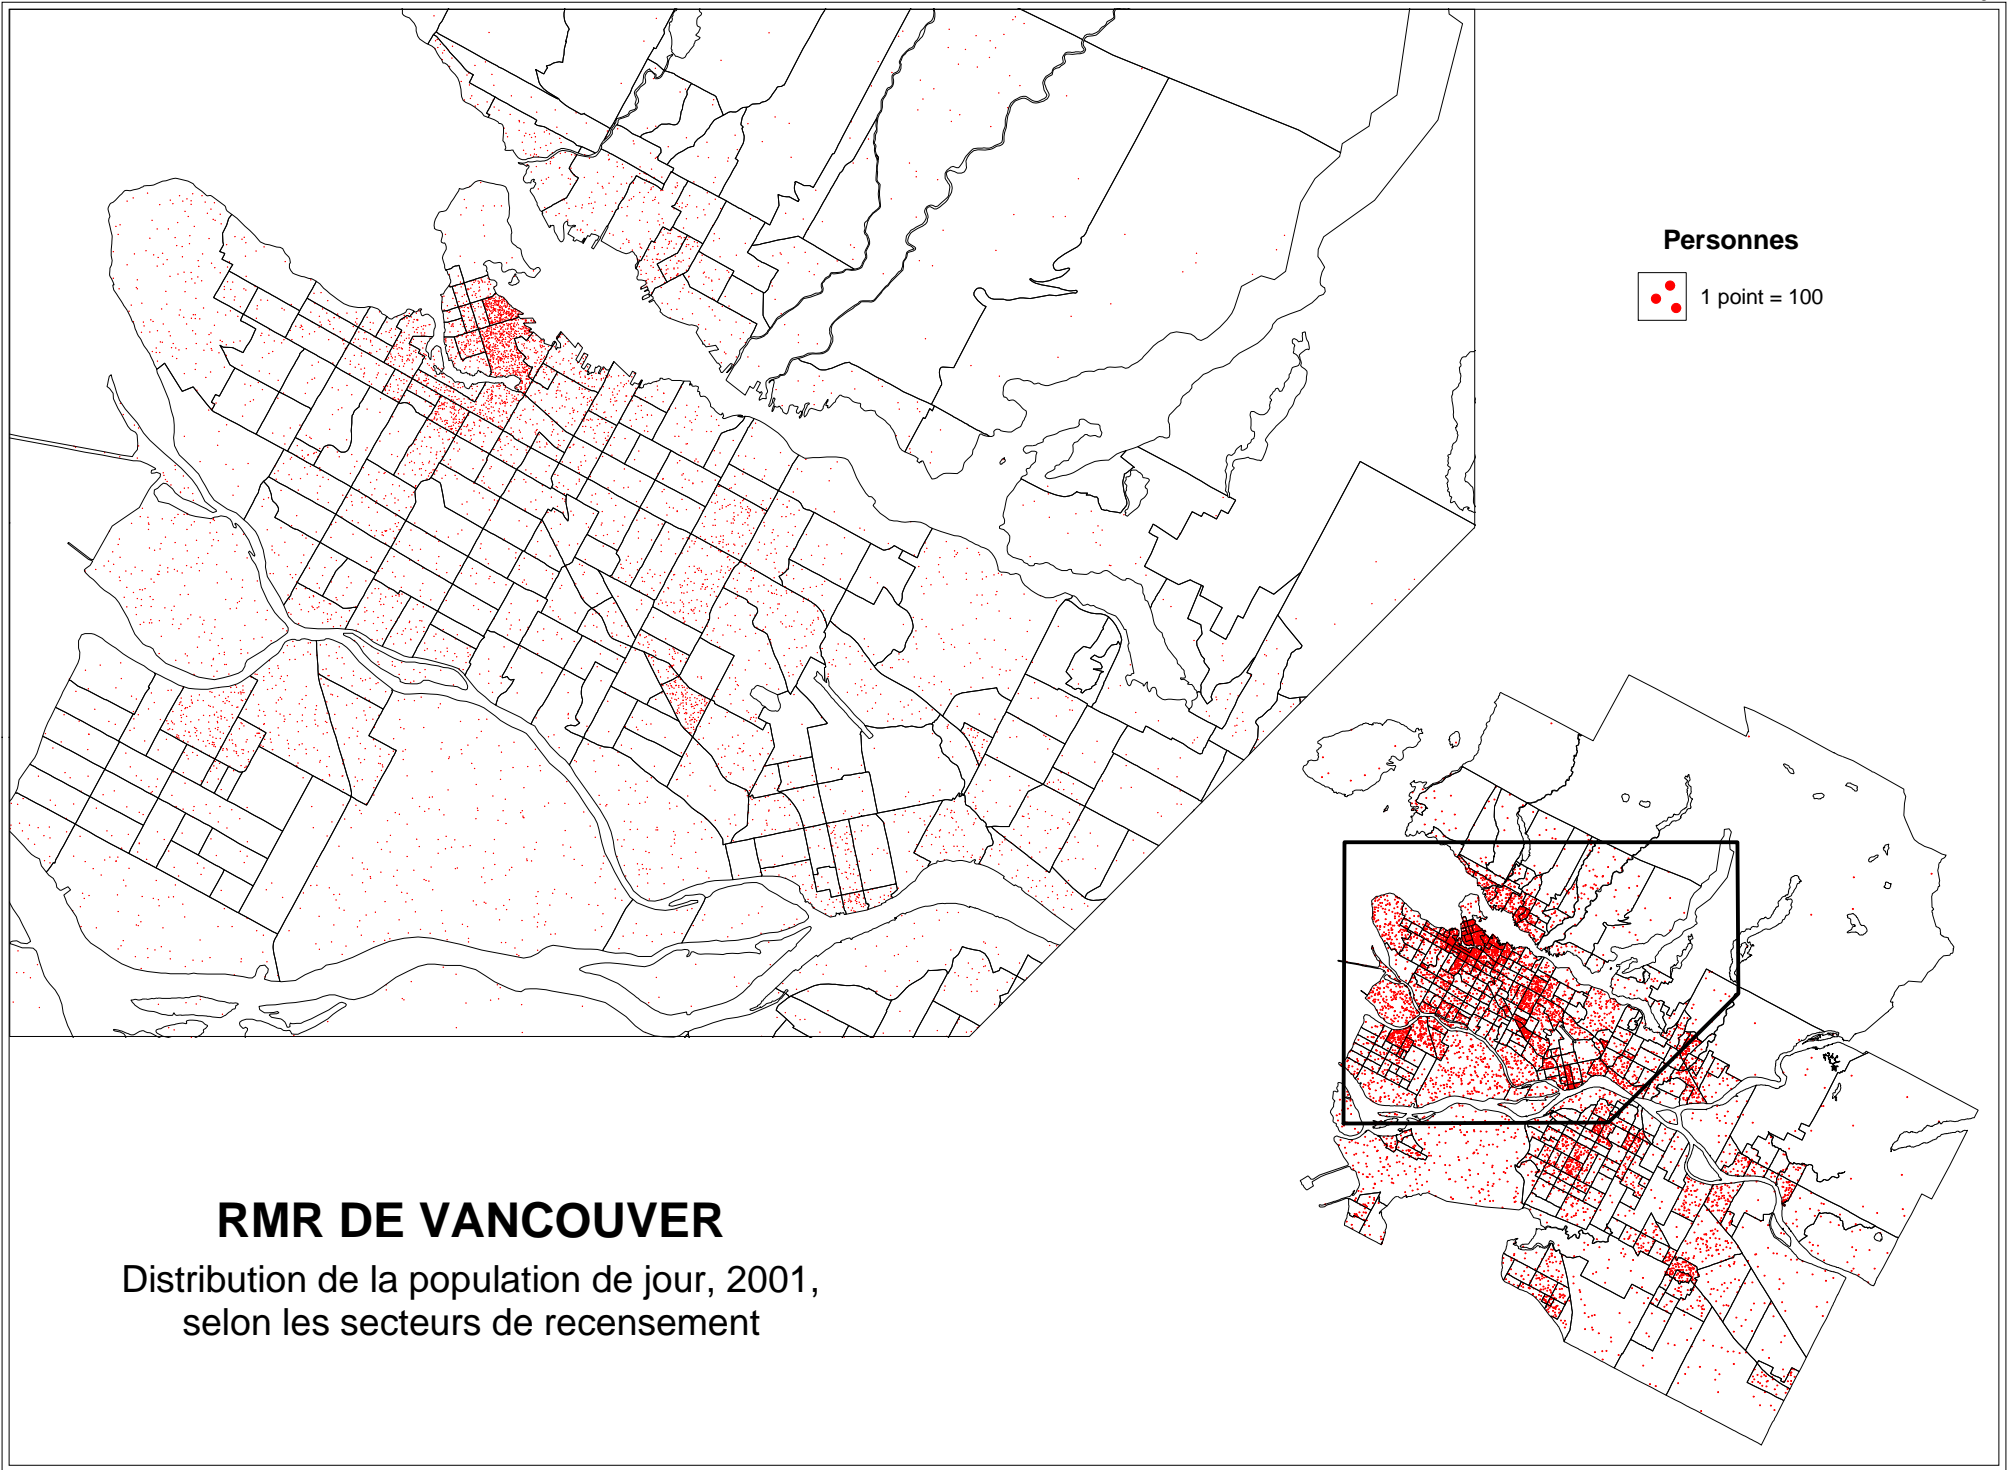 Personnes
1 point = 100
RMR DE VANCOUVER
Distribution de la population de jour, 2001,
selon les secteurs de recensement